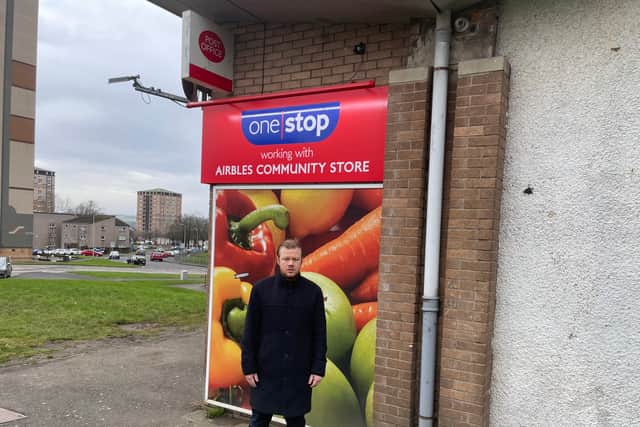 POST
OFFICE
one stop
working with
AIRBLES COMMUNITY STORE